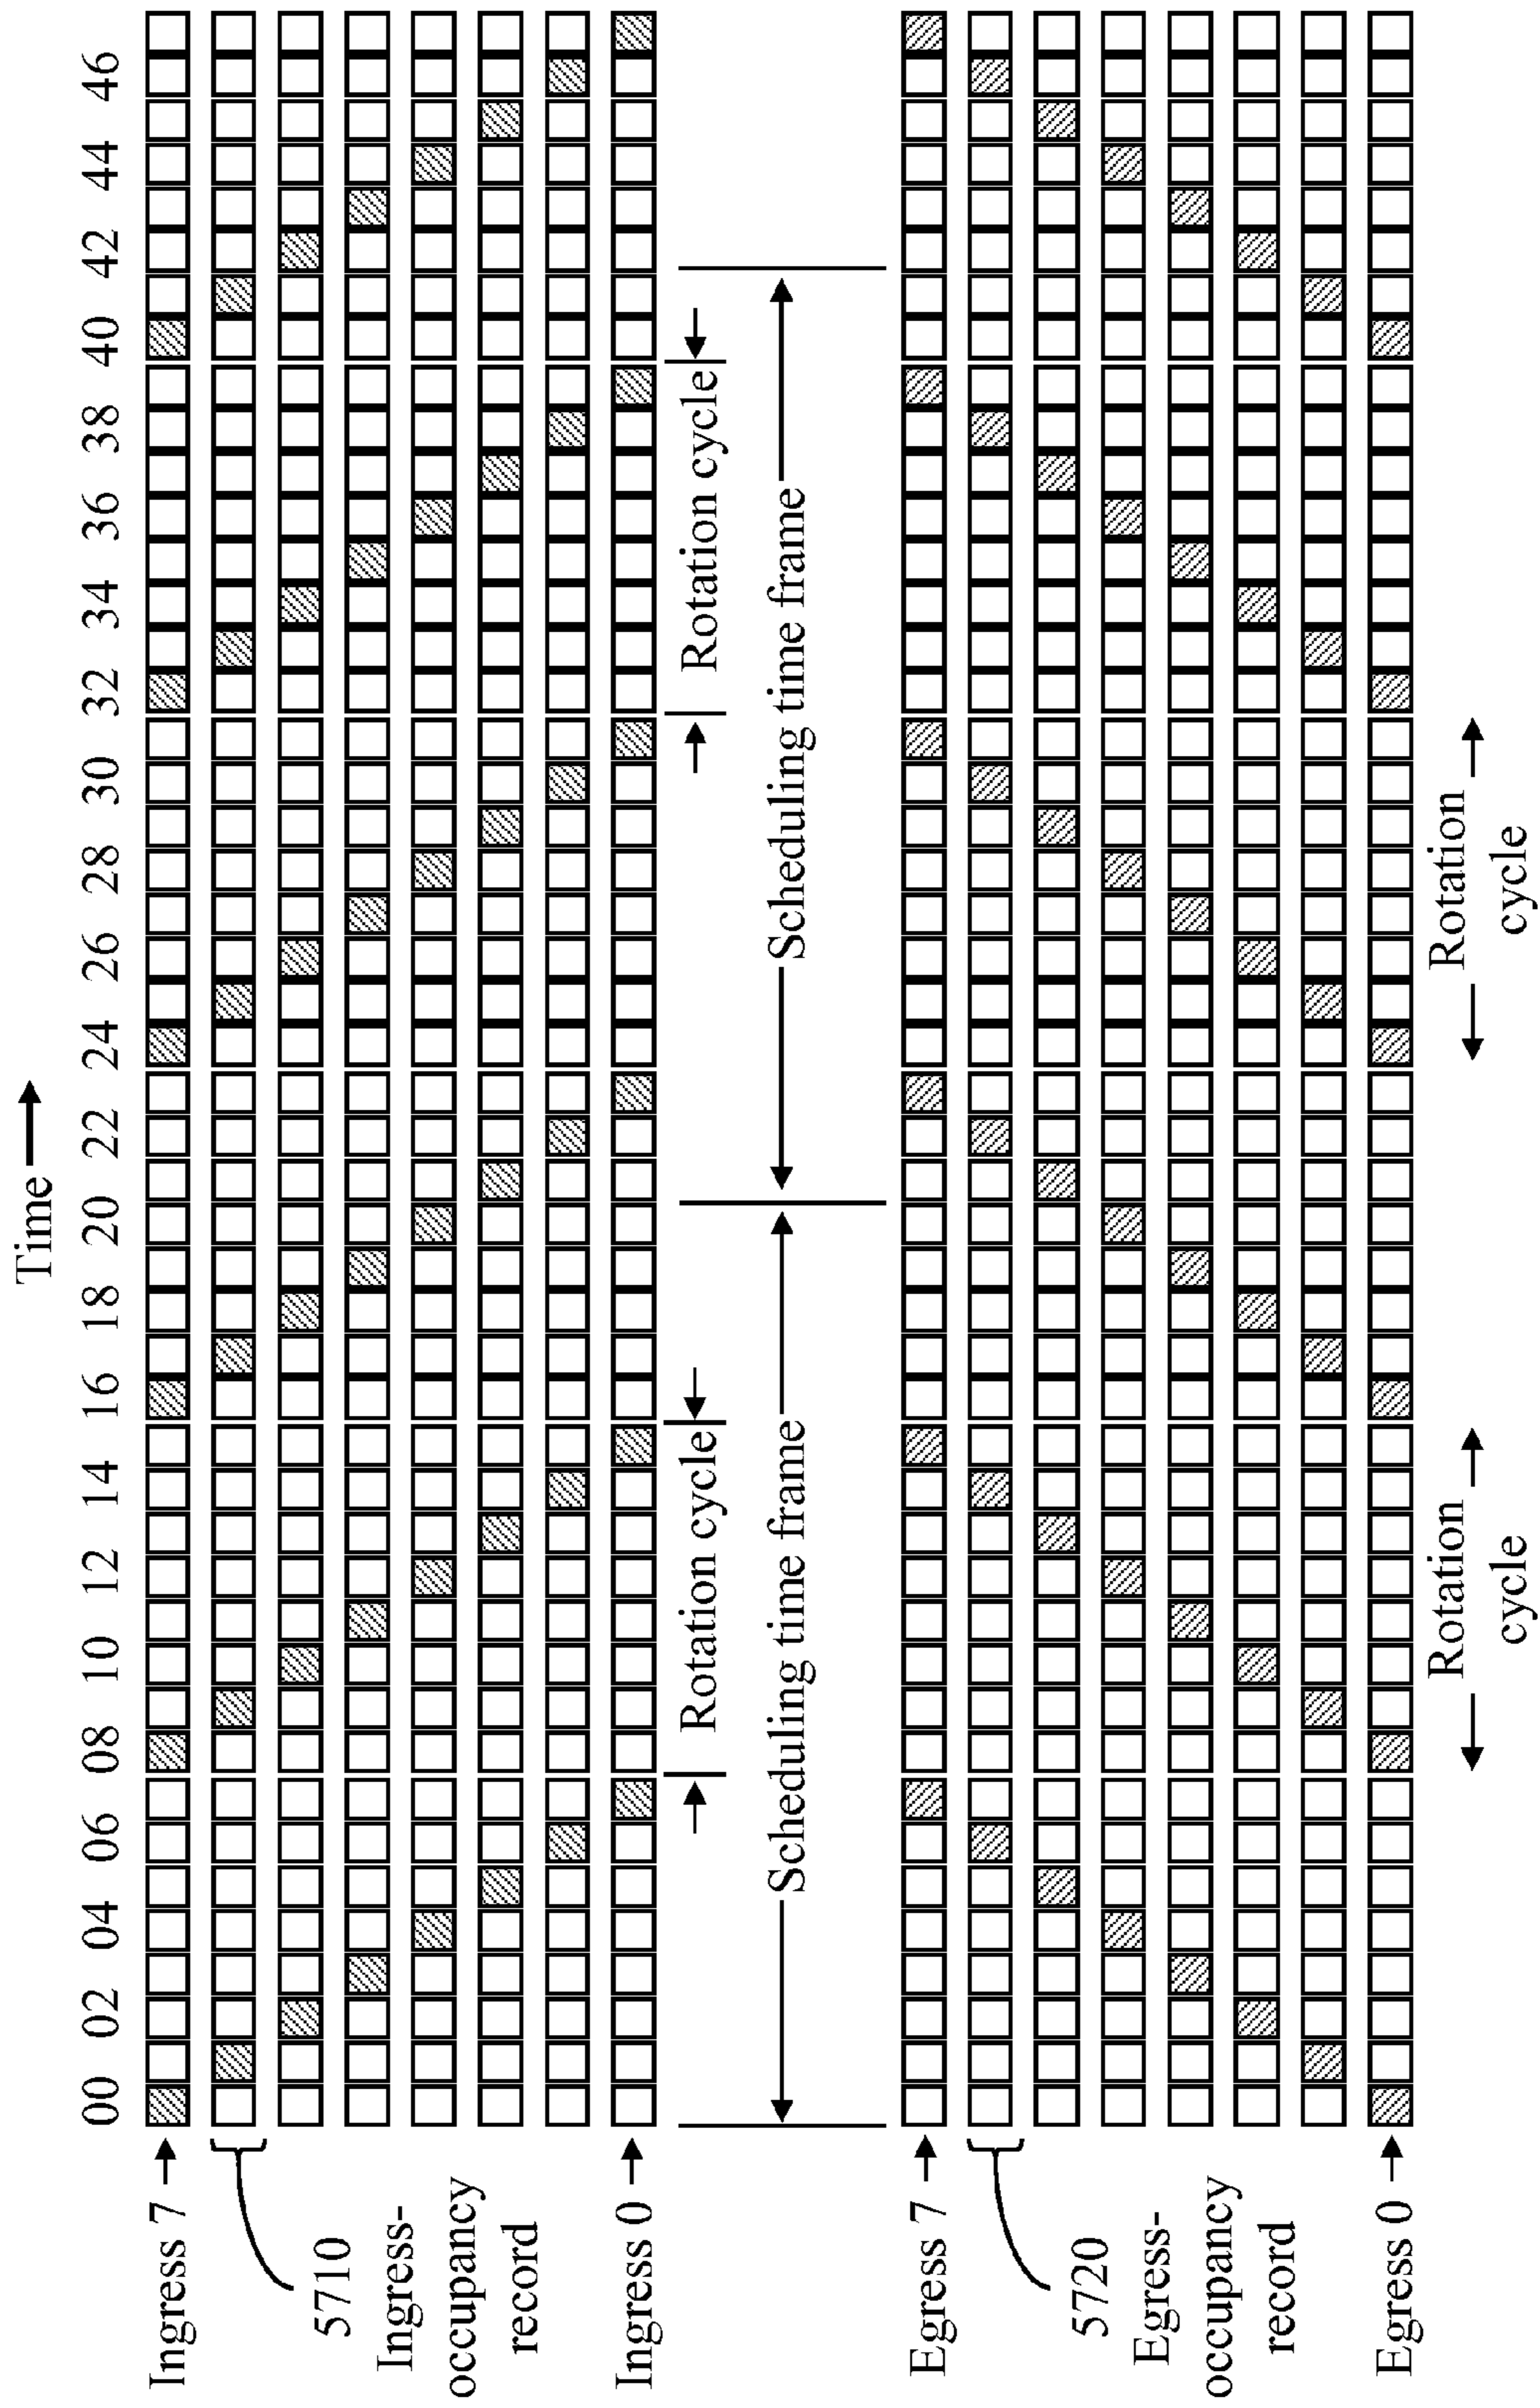 Time
00 02 04 06 08 10 12 14 16 18 20 22 24 26 28 30 32 34 36 38 40 42 44 46
Ingress 7
5710
Ingress-
occupancy
record
Ingress 0
Rotation cycle
Rotation cycle
Scheduling time frame
Scheduling time frame
Egress 7
5720
Egress-
occupancy
record
Egress 0
Rotation
cycle
Rotation
cycle